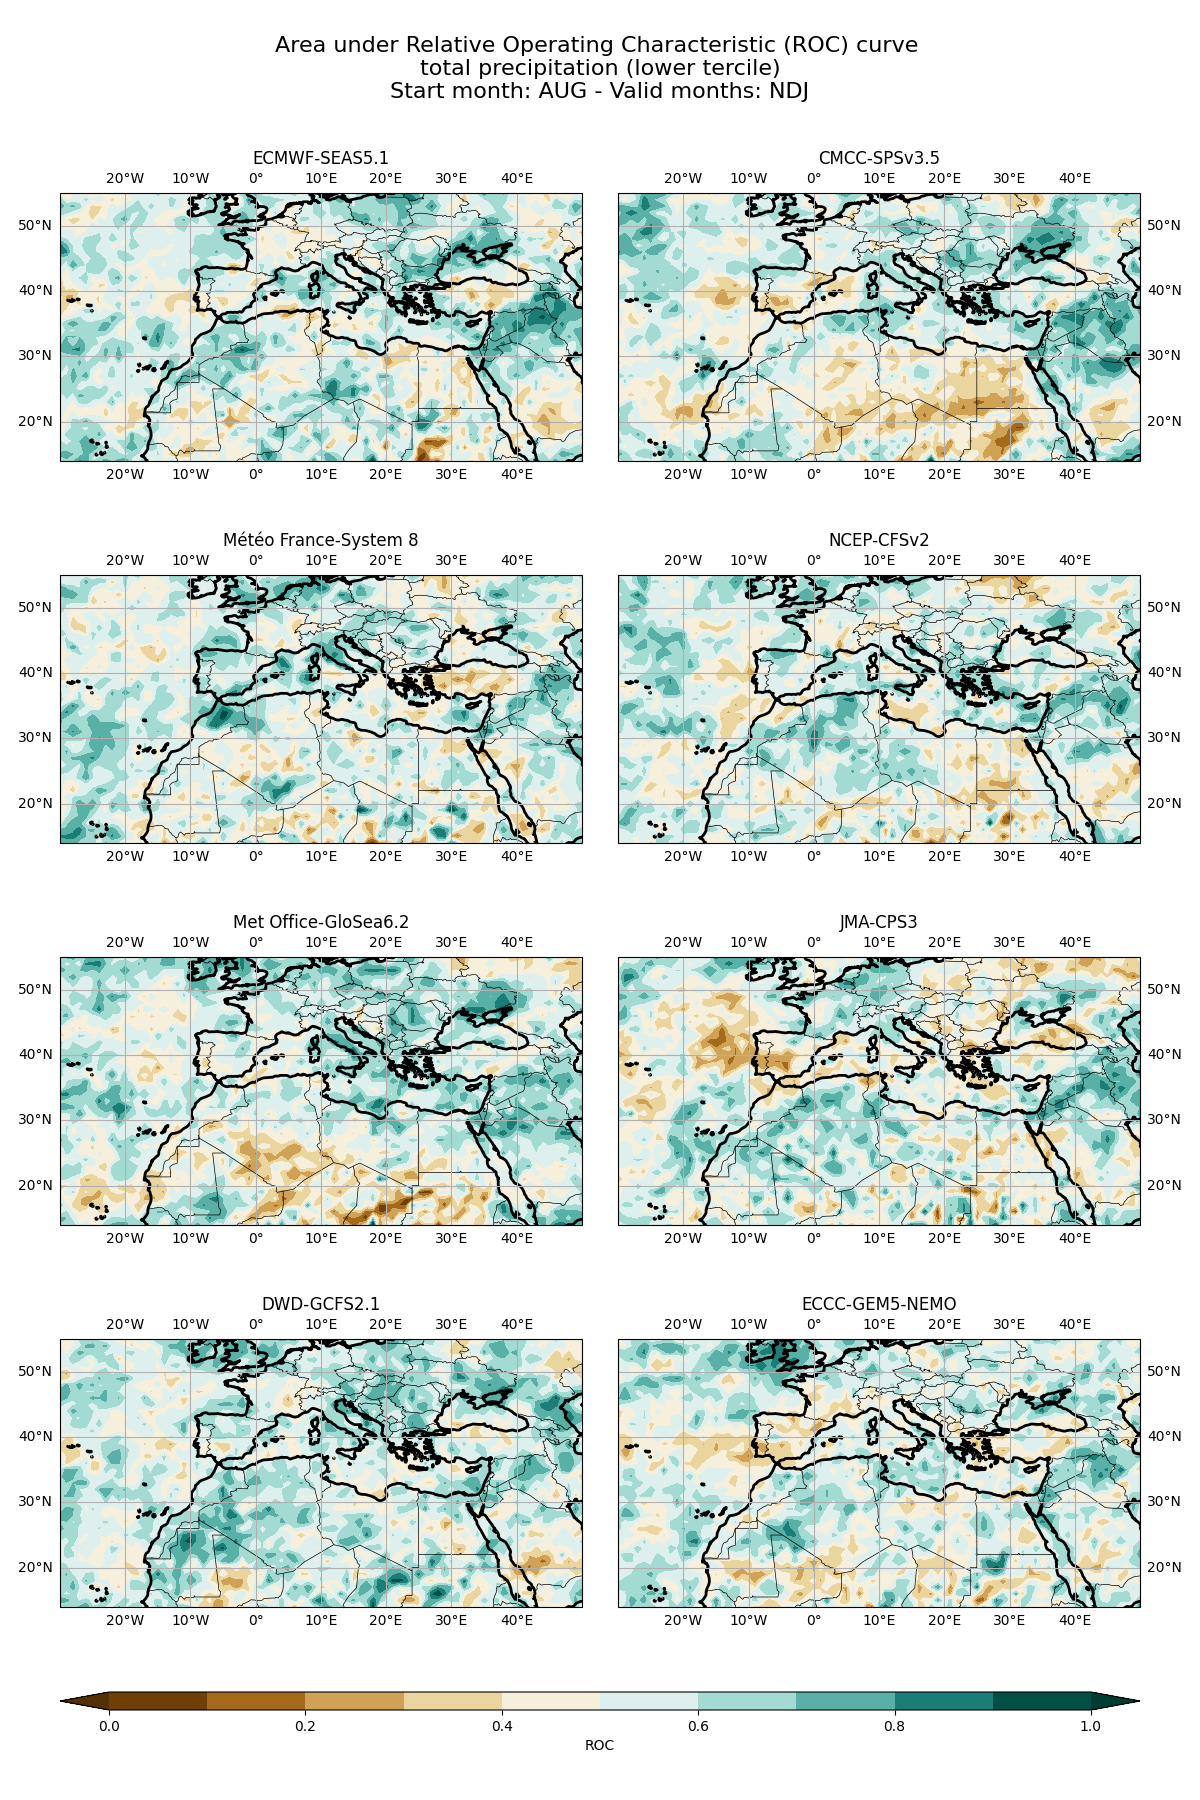 Area under Relative Operating Characteristic (ROC) curve
total precipitation (lower tercile)
Start month: AUG - Valid months: NDJ
ECMWF-SEAS5.1
20°W 10°W 0° 10°E 20°E 30°E 40°E
50°N
40°N
30°N
20°N
20°W 10°W 0° 10°E 20°E 30°E 40°E
CMCC-SPSv3.5
20°W 10°W 0° 10°E 20°E 30°E 40°E
50°N
40°N
30°N
20°N
20°W 10°W 0° 10°E 20°E 30°E 40°E
Météo France-System 8
20°W 10°W 0° 10°E 20°E 30°E 40°E
50°N
40°N
30°N
20°N
20°W 10°W 0° 10°E 20°E 30°E 40°E
NCEP-CFSv2
20°W 10°W 0° 10°E 20°E 30°E 40°E
50°N
40°N
30°N
20°N
20°W 10°W 0° 10°E 20°E 30°E 40°E
Met Office-GloSea6.2
20°W 10°W 0° 10°E 20°E 30°E 40°E
50°N
40°N
30°N
20°N
20°W 10°W 0° 10°E 20°E 30°E 40°E
JMA-CPS3
20°W 10°W 0° 10°E 20°E 30°E 40°E
50°N
40°N
30°N
20°N
20°W 10°W 0° 10°E 20°E 30°E 40°E
DWD-GCFS2.1
20°W 10°W 0° 10°E 20°E 30°E 40°E
50°N
40°N
30°N
20°N
20°W 10°W 0° 10°E 20°E 30°E 40°E
ECCC-GEM5-NEMO
20°W 10°W 0° 10°E 20°E 30°E 40°E
50°N
40°N
30°N
20°N
20°W 10°W 0° 10°E 20°E 30°E 40°E
0.0 0.2 0.4 0.6 0.8 1.0
ROC